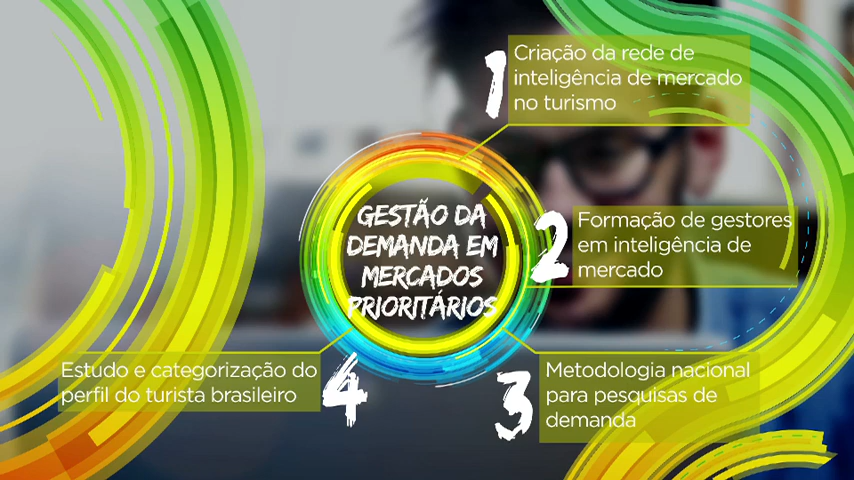 1
Criação da rede de
inteligência de mercado
no turismo
GESTÃO DA
DEMANDA EM
MERCADOS
PRIORITÁRIOS
2
Formação de gestores
em inteligência de
mercado
Estudo e categorização do
perfil do turista brasileiro
4
3
Metodologia nacional
para pesquisas de
demanda